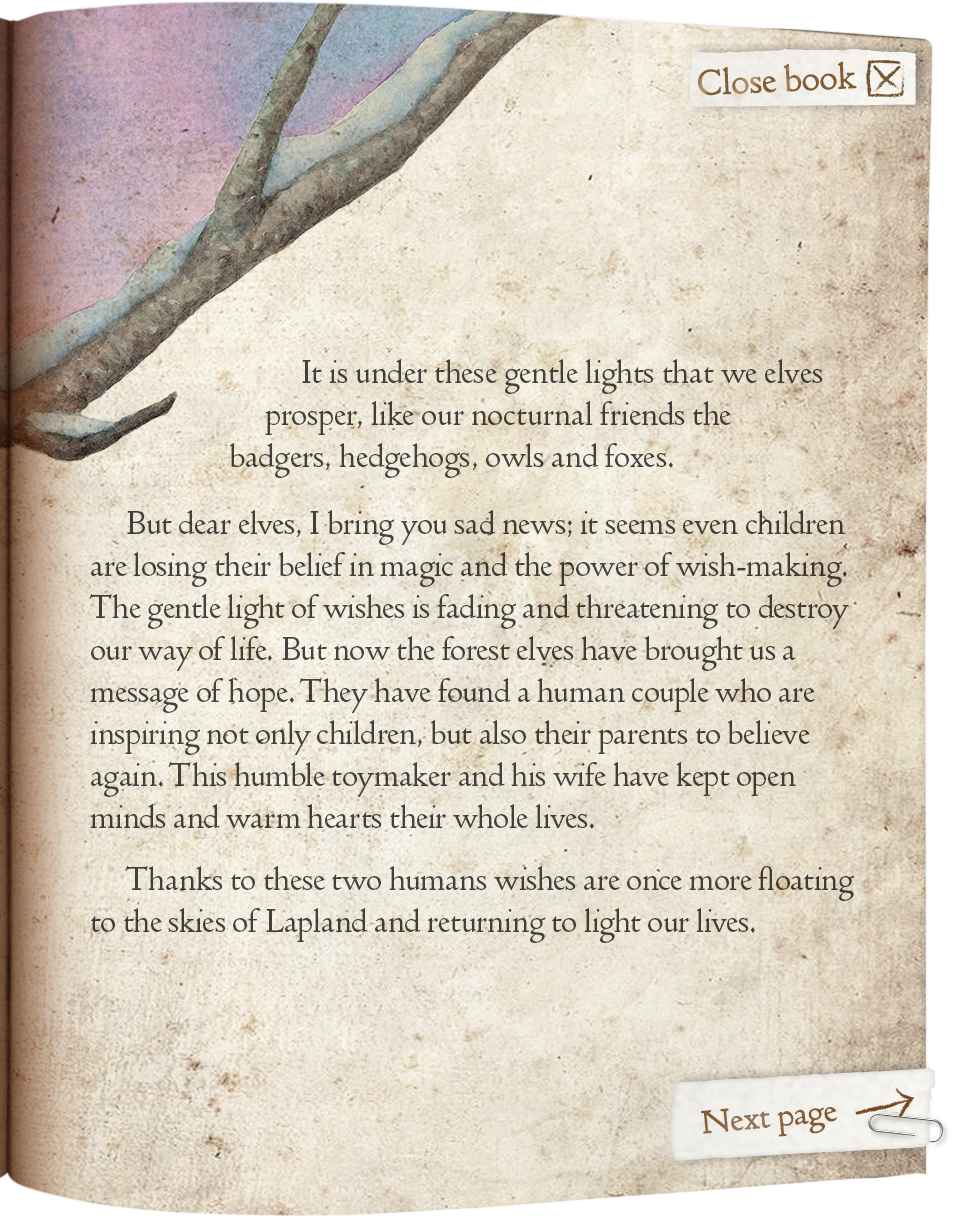 Close book
It is under these gentle lights that we elves
prosper, like our nocturnal friends the
badgers, hedgehogs, owls and foxes.
But dear elves, I bring you sad news; it seems even children
are losing their belief in magic and the power of wish-making.
The gentle light of wishes is fading and threatening to destroy
our way of life. But now the forest elves have brought us a
message of hope. They have found a human couple who are
inspiring not only children, but also their parents to believe
again. This humble toymaker and his wife have kept open
minds and warm hearts their whole lives.
Thanks to these two humans wishes are once more floating
to the skies of Lapland and returning to light our lives.
Next page